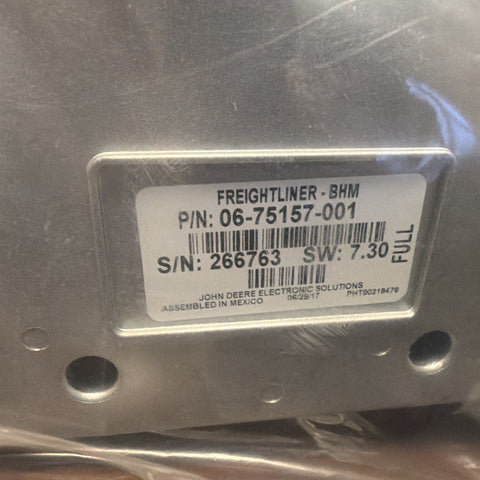 FREIGHTLINER - BHM
P/N: 06-75157-001
S/N: 266763 SW: 7.30
FULL
JOHN DEERE ELECTRONIC SOLUTIONS
ASSEMBLED IN MEXICO 06/29/17 PHT90218478